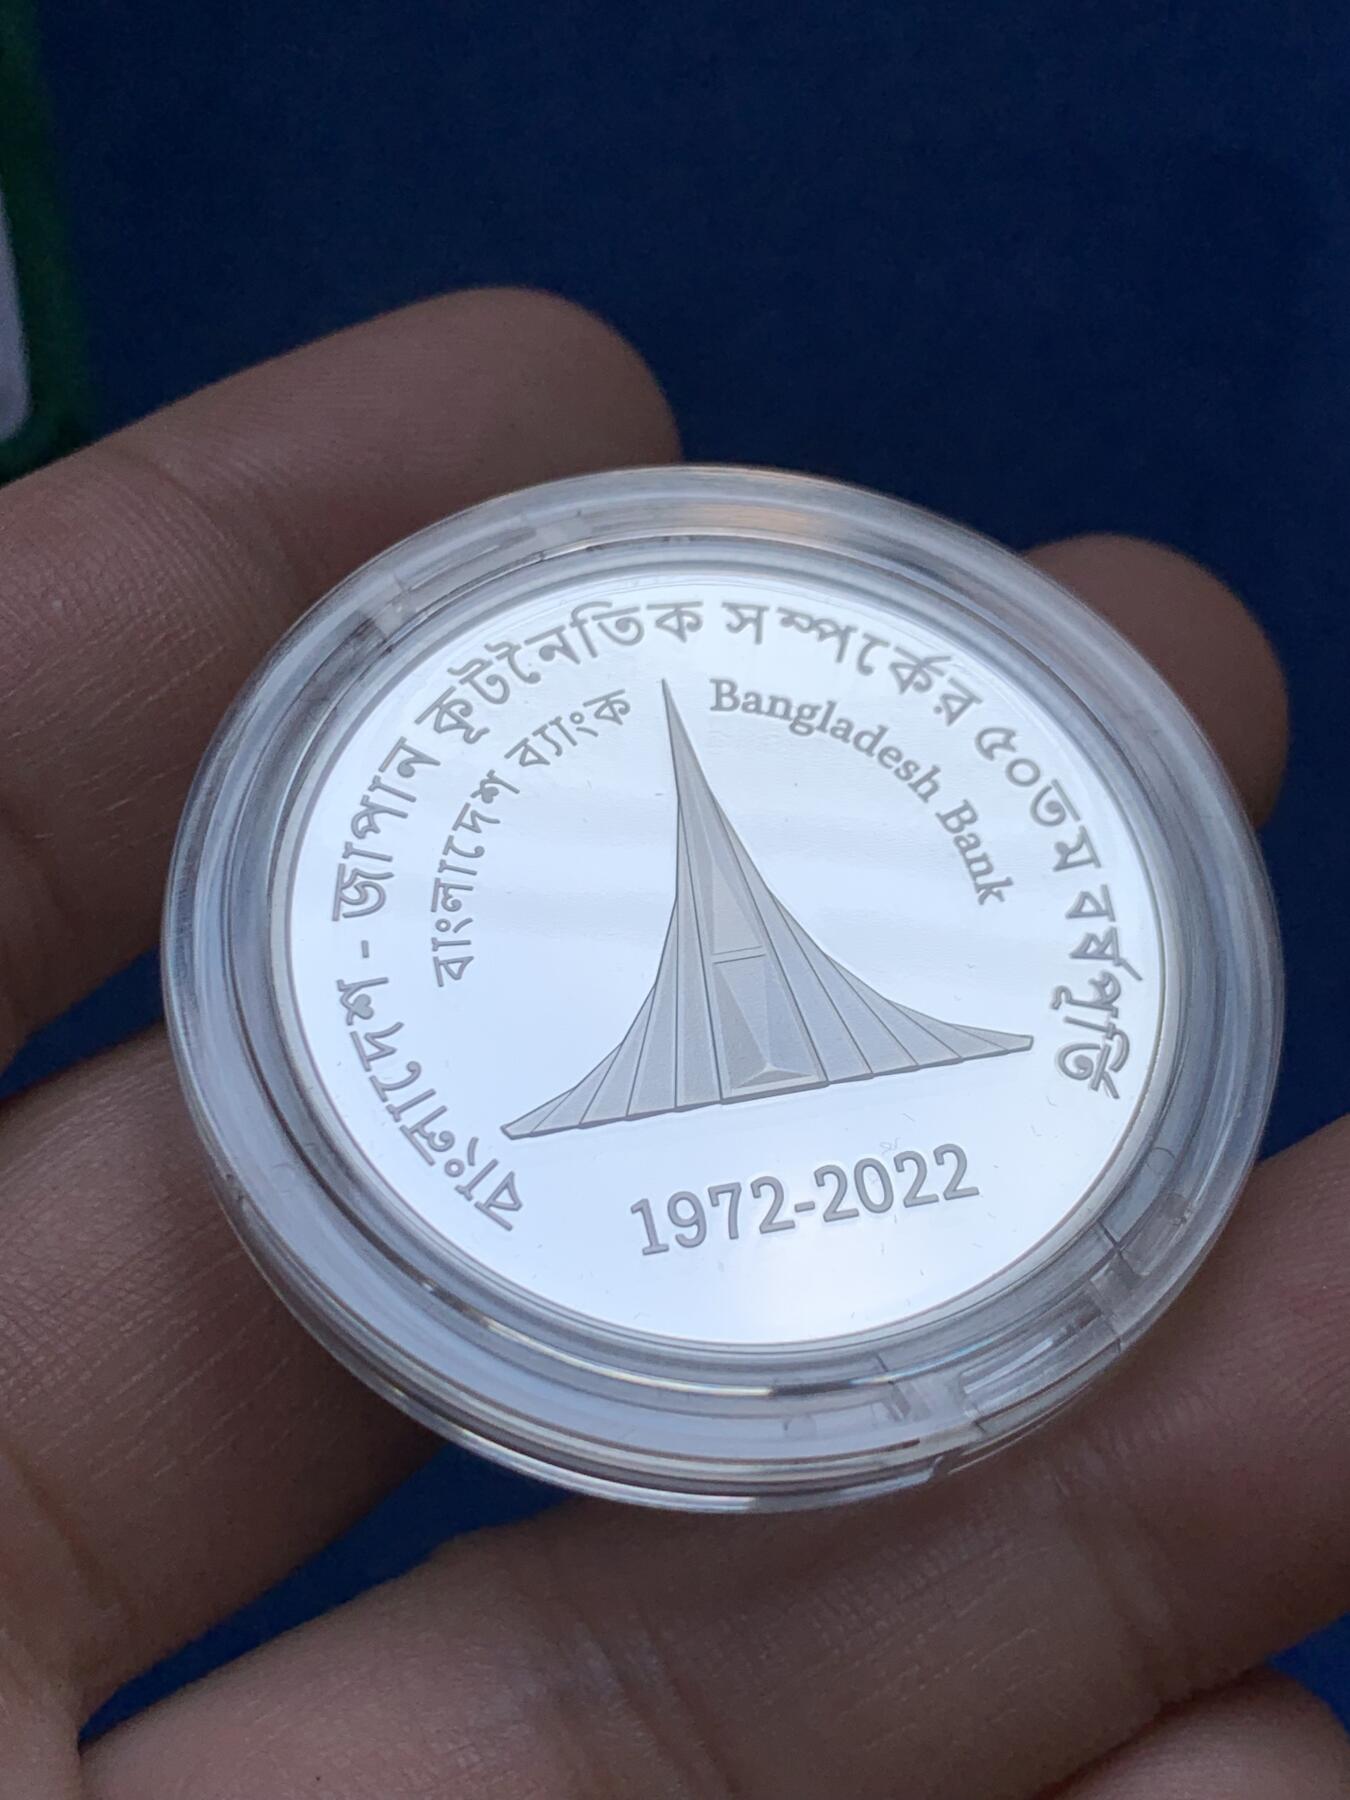 বাংলাদেশ - জাপান কূটনৈতিক সম্পর্কের ৫০তম বর্ষপূর্তি
বাংলাদেশ ব্যাংক
Bangladesh Bank
1972-2022